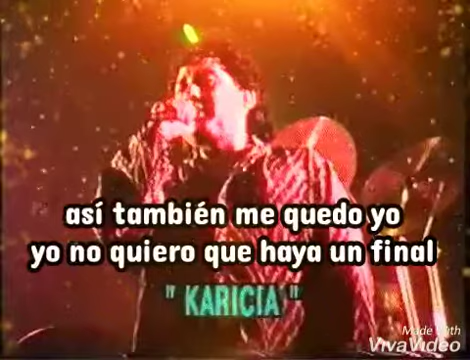 así también me quedo yo
yo no quiero que haya un final
" KARICIA "
Made with
VivaVideo